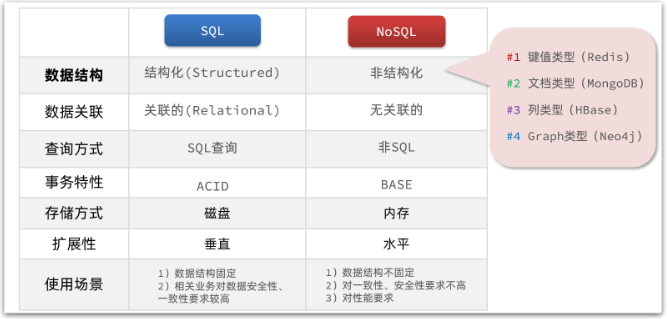 SQL
NoSQL
数据结构
结构化(Structured)
非结构化
#1 键值类型 (Redis)
#2 文档类型 (MongoDB)
#3 列类型 (HBase)
#4 Graph类型 (Neo4j)
数据关联
关联的(Relational)
无关联的
查询方式
SQL查询
非SQL
事务特性
ACID
BASE
存储方式
磁盘
内存
扩展性
垂直
水平
使用场景
1) 数据结构固定
2) 相关业务对数据安全性、
一致性要求较高
1) 数据结构不固定
2) 对一致性、安全性要求不高
3) 对性能要求